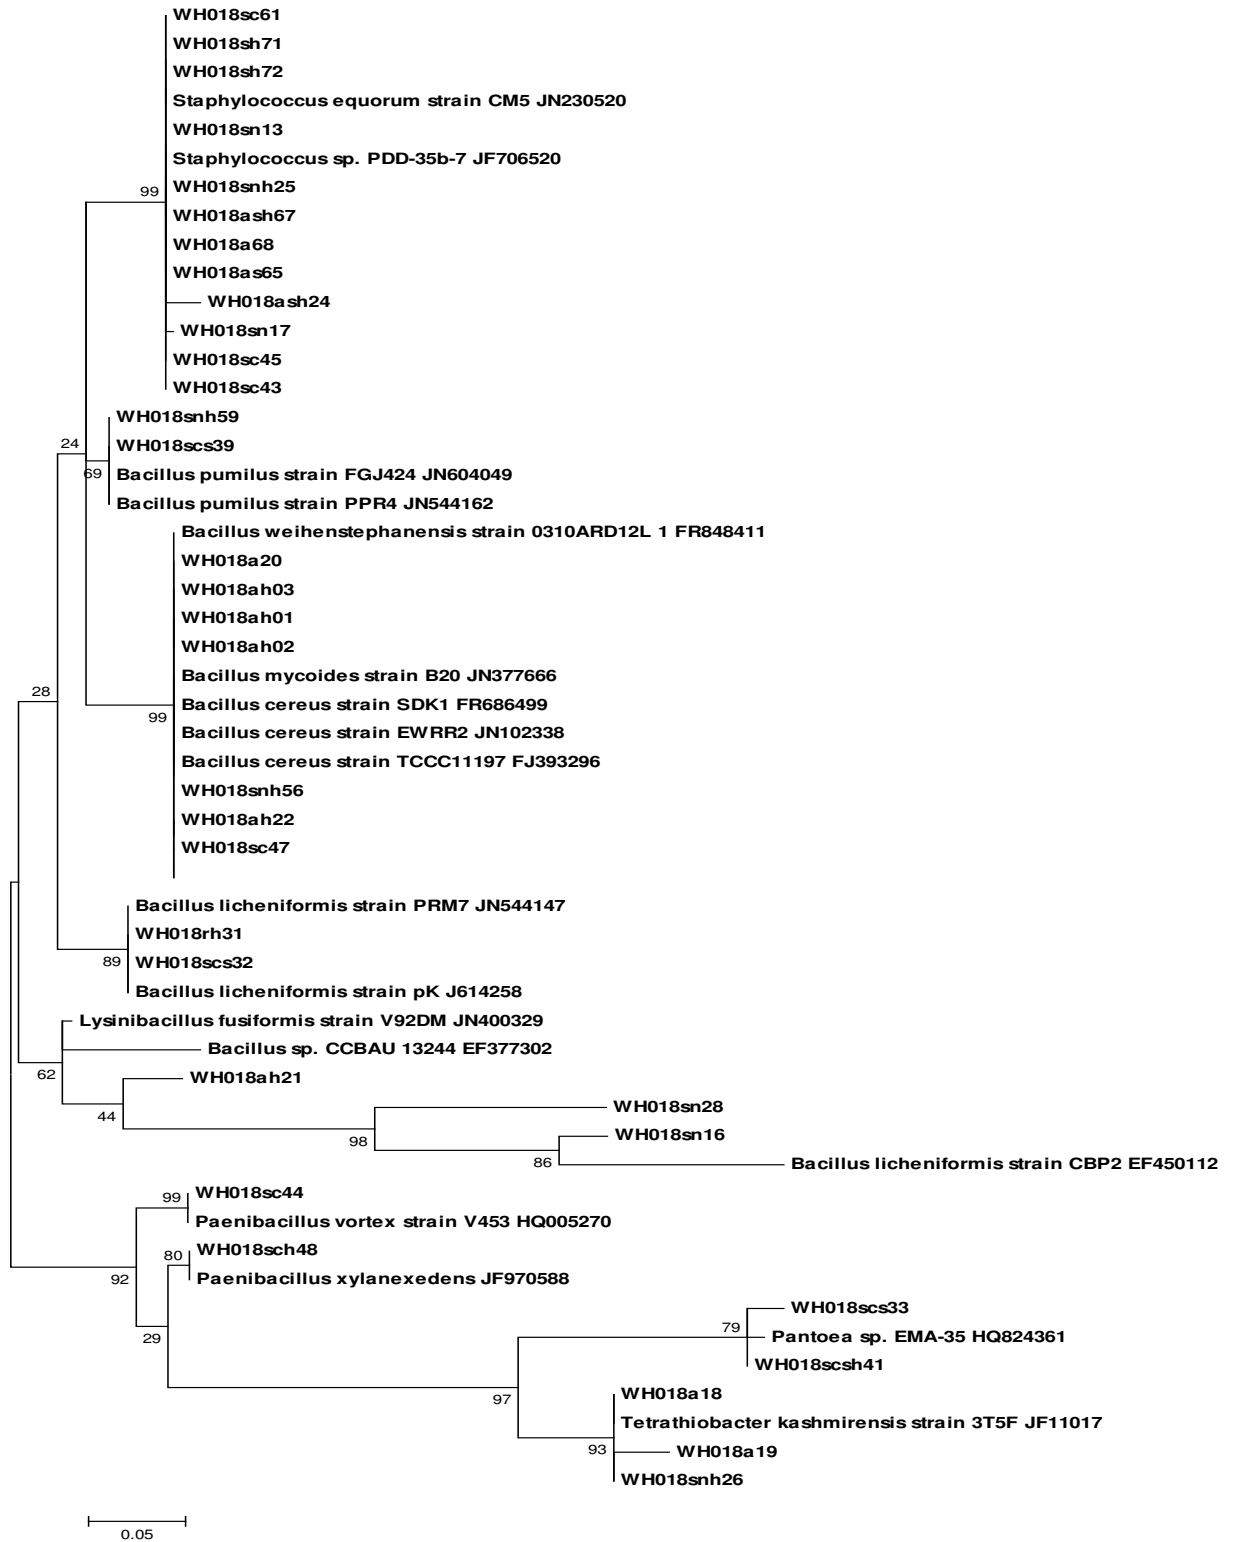 WH018sc61
WH018sh71
WH018sh72
Staphylococcus equorum strain CM5 JN230520
WH018sn13
Staphylococcus sp. PDD-35b-7 JF706520
WH018snh25
99
WH018ash67
WH018a68
WH018as65
WH018ash24
WH018sn17
WH018sc45
WH018sc43
WH018snh59
24
WH018scs39
69
Bacillus pumilus strain FGJ424 JN604049
Bacillus pumilus strain PPR4 JN544162
Bacillus weihenstephanensis strain 0310ARD12L 1 FR848411
WH018a20
WH018ah03
WH018ah01
WH018ah02
Bacillus mycoides strain B20 JN377666
28
Bacillus cereus strain SDK1 FR686499
99
Bacillus cereus strain EWRR2 JN102338
Bacillus cereus strain TCCC11197 FJ393296
WH018snh56
WH018ah22
WH018sc47
Bacillus licheniformis strain PRM7 JN544147
WH018rh31
89
WH018scs32
Bacillus licheniformis strain pK J614258
Lysinibacillus fusiformis strain V92DM JN400329
Bacillus sp. CCBAU 13244 EF377302
62
WH018ah21
WH018sn28
44
WH018sn16
98
86
Bacillus licheniformis strain CBP2 EF450112
99
WH018sc44
Paenibacillus vortex strain V453 HQ005270
80
WH018sch48
92
Paenibacillus xylanexedens JF970588
WH018scs33
79
29
Pantoea sp. EMA-35 HQ824361
WH018scsh41
97
WH018a18
Tetrathiobacter kashmirensis strain 3T5F JF11017
93
WH018a19
WH018snh26
0.05